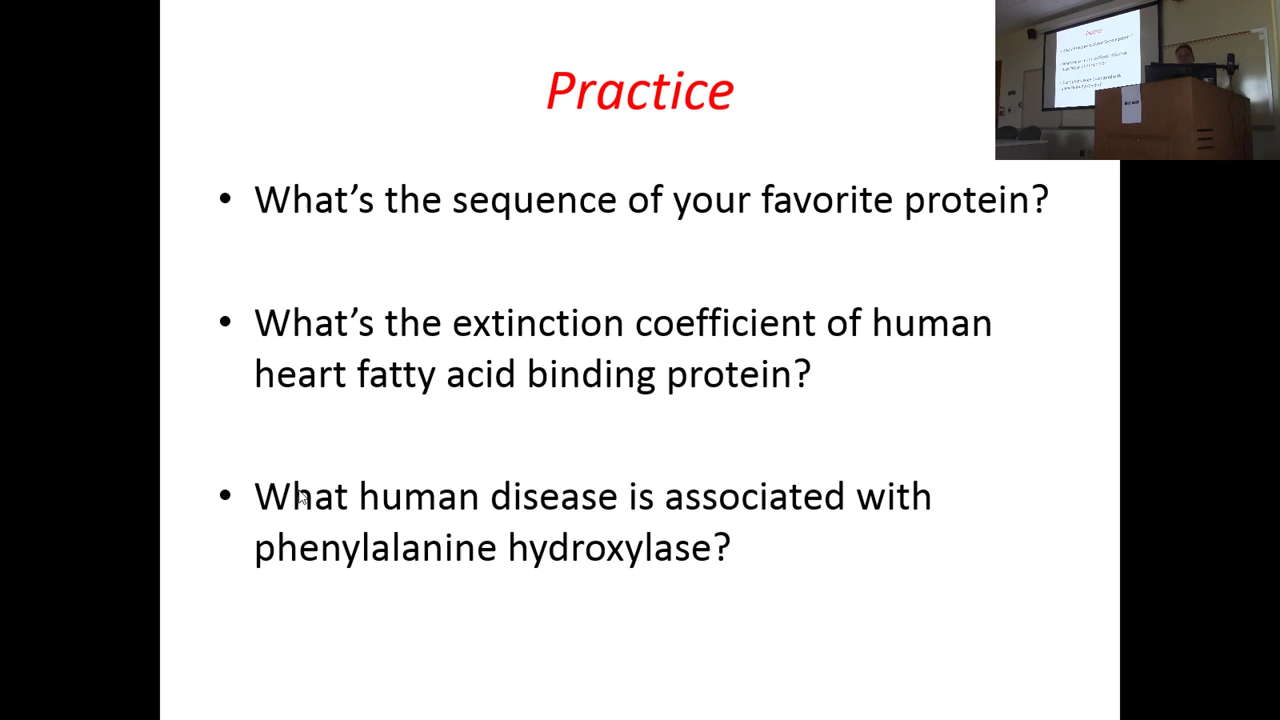 Practice
• What’s the sequence of your favorite protein?
• What’s the extinction coefficient of human
heart fatty acid binding protein?
• What human disease is associated with
phenylalanine hydroxylase?
Practice